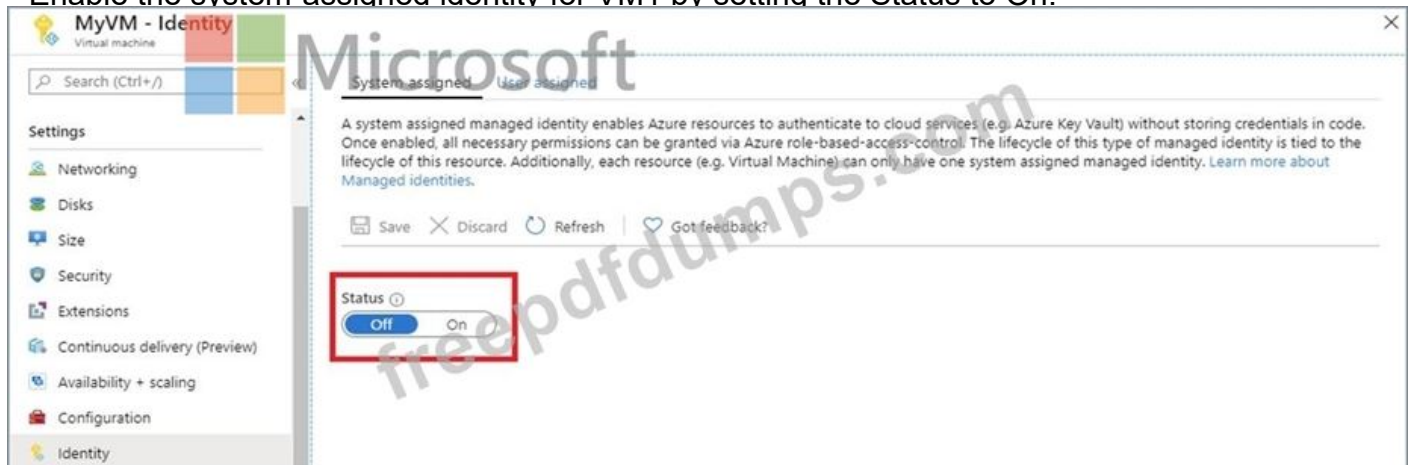 Enable the system-assigned identity for VM1 by setting the Status to On.
MyVM - Identity
Virtual machine
Microsoft
Search (Ctrl+/)
«
System assigned User assigned
A system assigned managed identity enables Azure resources to authenticate to cloud services (e.g. Azure Key Vault) without storing credentials in code.
Once enabled, all necessary permissions can be granted via Azure role-based-access-control. The lifecycle of this type of managed identity is tied to the
lifecycle of this resource. Additionally, each resource (e.g. Virtual Machine) can only have one system assigned managed identity. Learn more about
Managed identities.
Settings
Networking
Disks
Size
Security
Extensions
Continuous delivery (Preview)
Availability + scaling
Configuration
Identity
Save Discard Refresh Got feedback?
Status
Off On
freepdfdumps.com